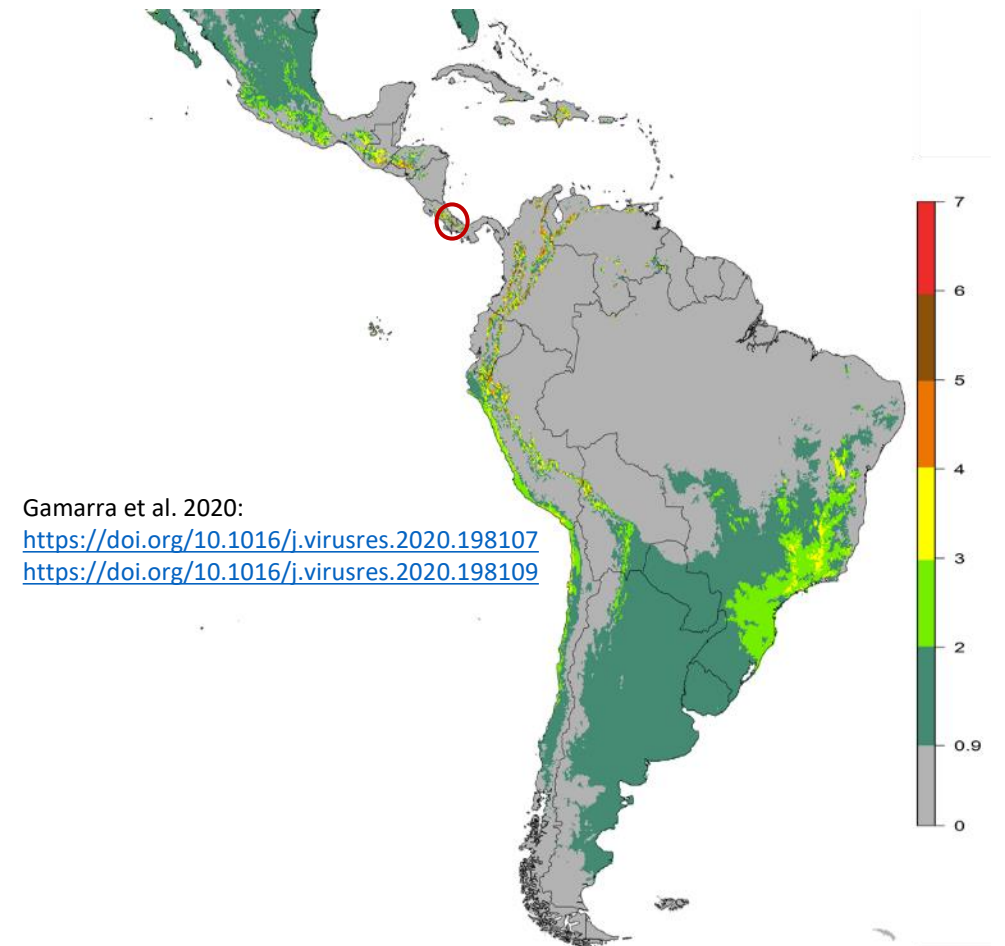 7
6
5
4
3
2
0.9
0
Gamarra et al. 2020:
https://doi.org/10.1016/j.virusres.2020.198107
https://doi.org/10.1016/j.virusres.2020.198109